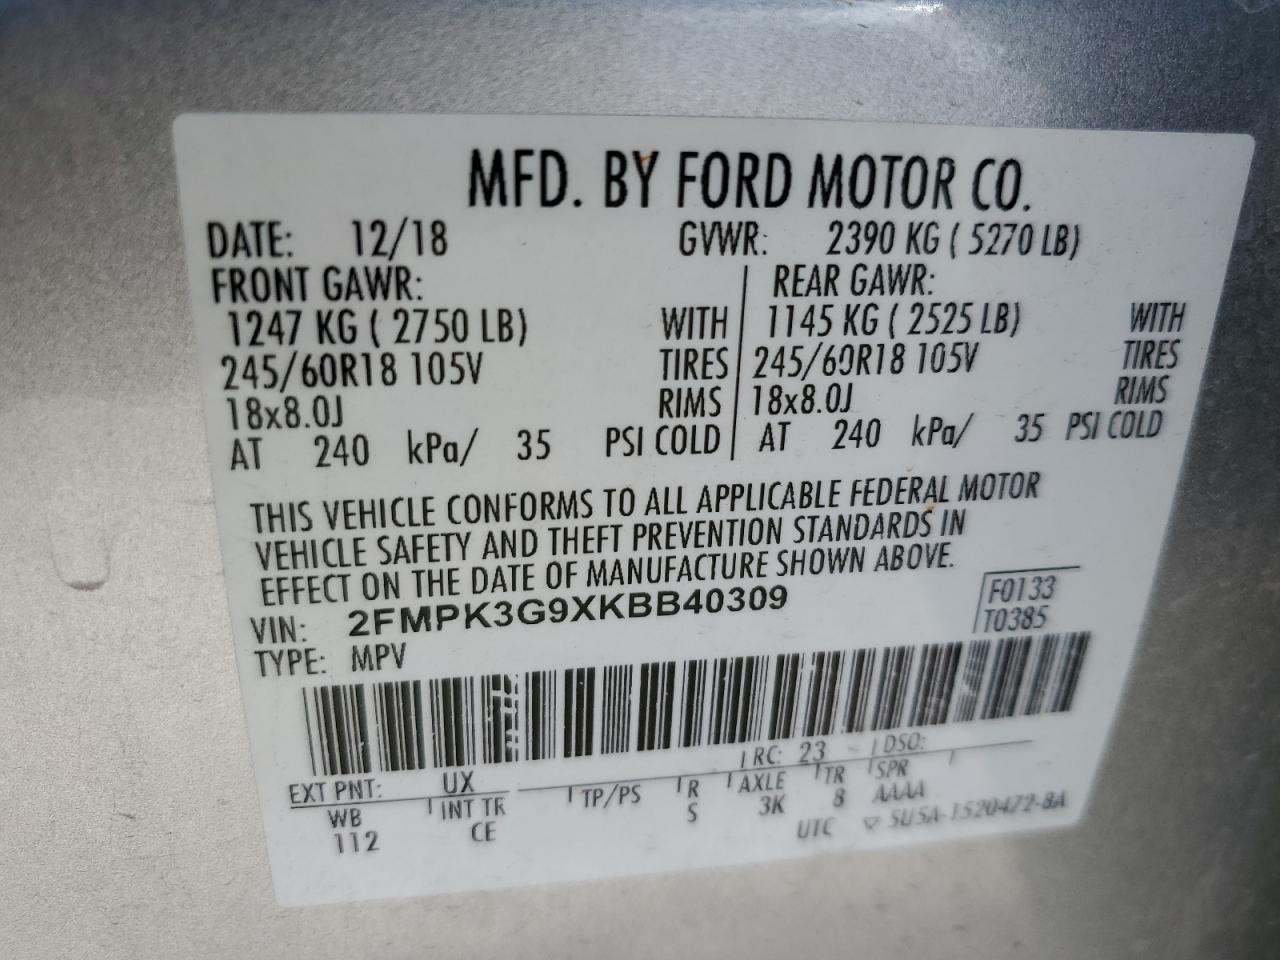 MFD. BY FORD MOTOR CO.
DATE: 12/18 GVWR: 2390 KG ( 5270 LB)
FRONT GAWR: REAR GAWR:
1247 KG ( 2750 LB) WITH 1145 KG ( 2525 LB) WITH
245/60R18 105V TIRES 245/60R18 105V TIRES
18x8.0J RIMS 18x8.0J RIMS
AT 240 kPa/ 35 PSI COLD AT 240 kPa/ 35 PSI COLD
THIS VEHICLE CONFORMS TO ALL APPLICABLE FEDERAL MOTOR
VEHICLE SAFETY AND THEFT PREVENTION STANDARDS IN
EFFECT ON THE DATE OF MANUFACTURE SHOWN ABOVE.
VIN: 2FMPK3G9XKBB40309 F0133
TYPE: MPV T0385
EXT PNT: UX RC: 23 DSO:
WB INT TR TP/PS R AXLE TR SPR
112 CE S 3K 8 AAAA
UTC ▽ 5U5A-1520472-8A